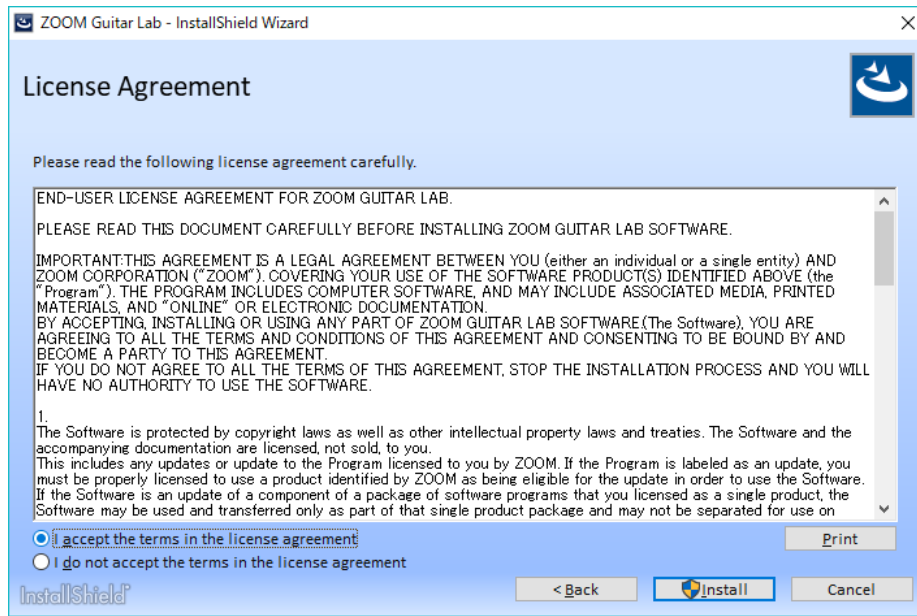 ZOOM Guitar Lab - InstallShield Wizard
License Agreement
Please read the following license agreement carefully.
END-USER LICENSE AGREEMENT FOR ZOOM GUITAR LAB.
PLEASE READ THIS DOCUMENT CAREFULLY BEFORE INSTALLING ZOOM GUITAR LAB SOFTWARE.
IMPORTANT:THIS AGREEMENT IS A LEGAL AGREEMENT BETWEEN YOU (either an individual or a single entity) AND
ZOOM CORPORATION ("ZOOM"). COVERING YOUR USE OF THE SOFTWARE PRODUCT(S) IDENTIFIED ABOVE (the
"Program"). THE PROGRAM INCLUDES COMPUTER SOFTWARE, AND MAY INCLUDE ASSOCIATED MEDIA, PRINTED
MATERIALS, AND "ONLINE" OR ELECTRONIC DOCUMENTATION.
BY ACCEPTING, INSTALLING OR USING ANY PART OF ZOOM GUITAR LAB SOFTWARE.(The Software), YOU ARE
AGREEING TO ALL THE TERMS AND CONDITIONS OF THIS AGREEMENT AND CONSENTING TO BE BOUND BY AND
BECOME A PARTY TO THIS AGREEMENT.
IF YOU DO NOT AGREE TO ALL THE TERMS OF THIS AGREEMENT, STOP THE INSTALLATION PROCESS AND YOU WILL
HAVE NO AUTHORITY TO USE THE SOFTWARE.
1.
The Software is protected by copyright laws as well as other intellectual property laws and treaties. The Software and the
accompanying documentation are licensed, not sold, to you.
This includes any updates or update to the Program licensed to you by ZOOM. If the Program is labeled as an update, you
must be properly licensed to use a product identified by ZOOM as being eligible for the update in order to use the Software.
If the Software is an update of a component of a package of software programs that you licensed as a single product, the
Software may be used and transferred only as part of that single product package and may not be separated for use on
I accept the terms in the license agreement
Print
I do not accept the terms in the license agreement
InstallShield
< Back
Install
Cancel